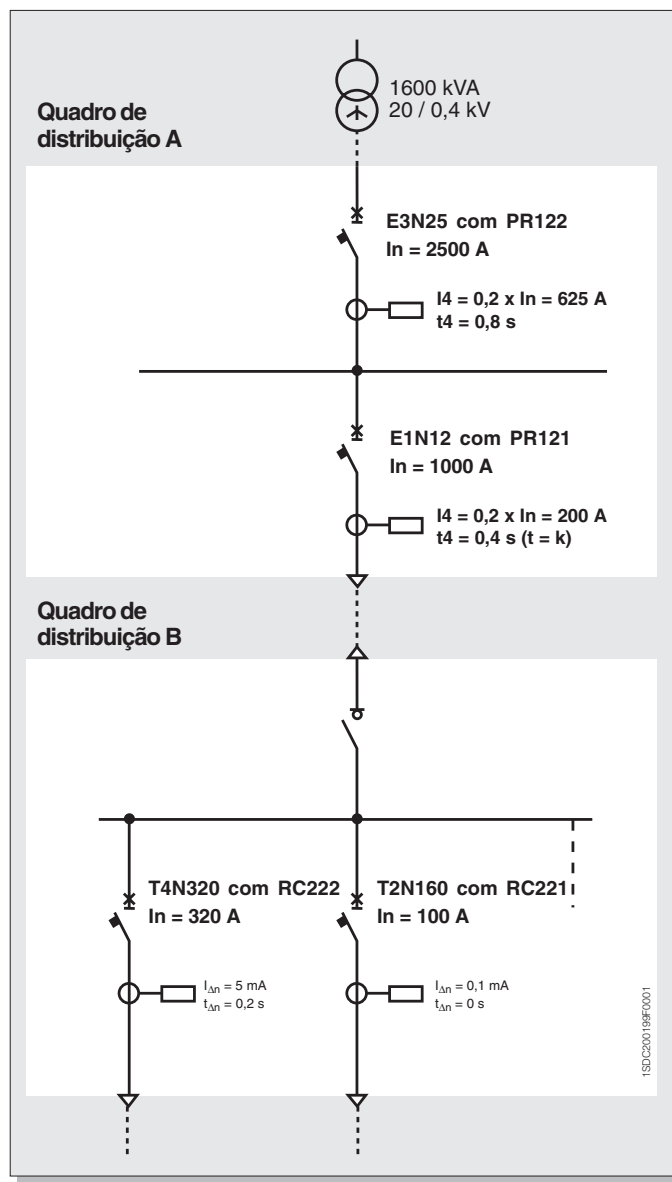 1600 kVA
20 / 0,4 kV
Quadro de
distribuição A
E3N25 com PR122
In = 2500 A
I4 = 0,2 x In = 625 A
t4 = 0,8 s
E1N12 com PR121
In = 1000 A
I4 = 0,2 x In = 200 A
t4 = 0,4 s (t = k)
Quadro de
distribuição B
T4N320 com RC222
In = 320 A
T2N160 com RC221
In = 100 A
IΔn = 5 mA
tΔn = 0,2 s
IΔn = 0,1 mA
tΔn = 0 s
1SDC200199F0001